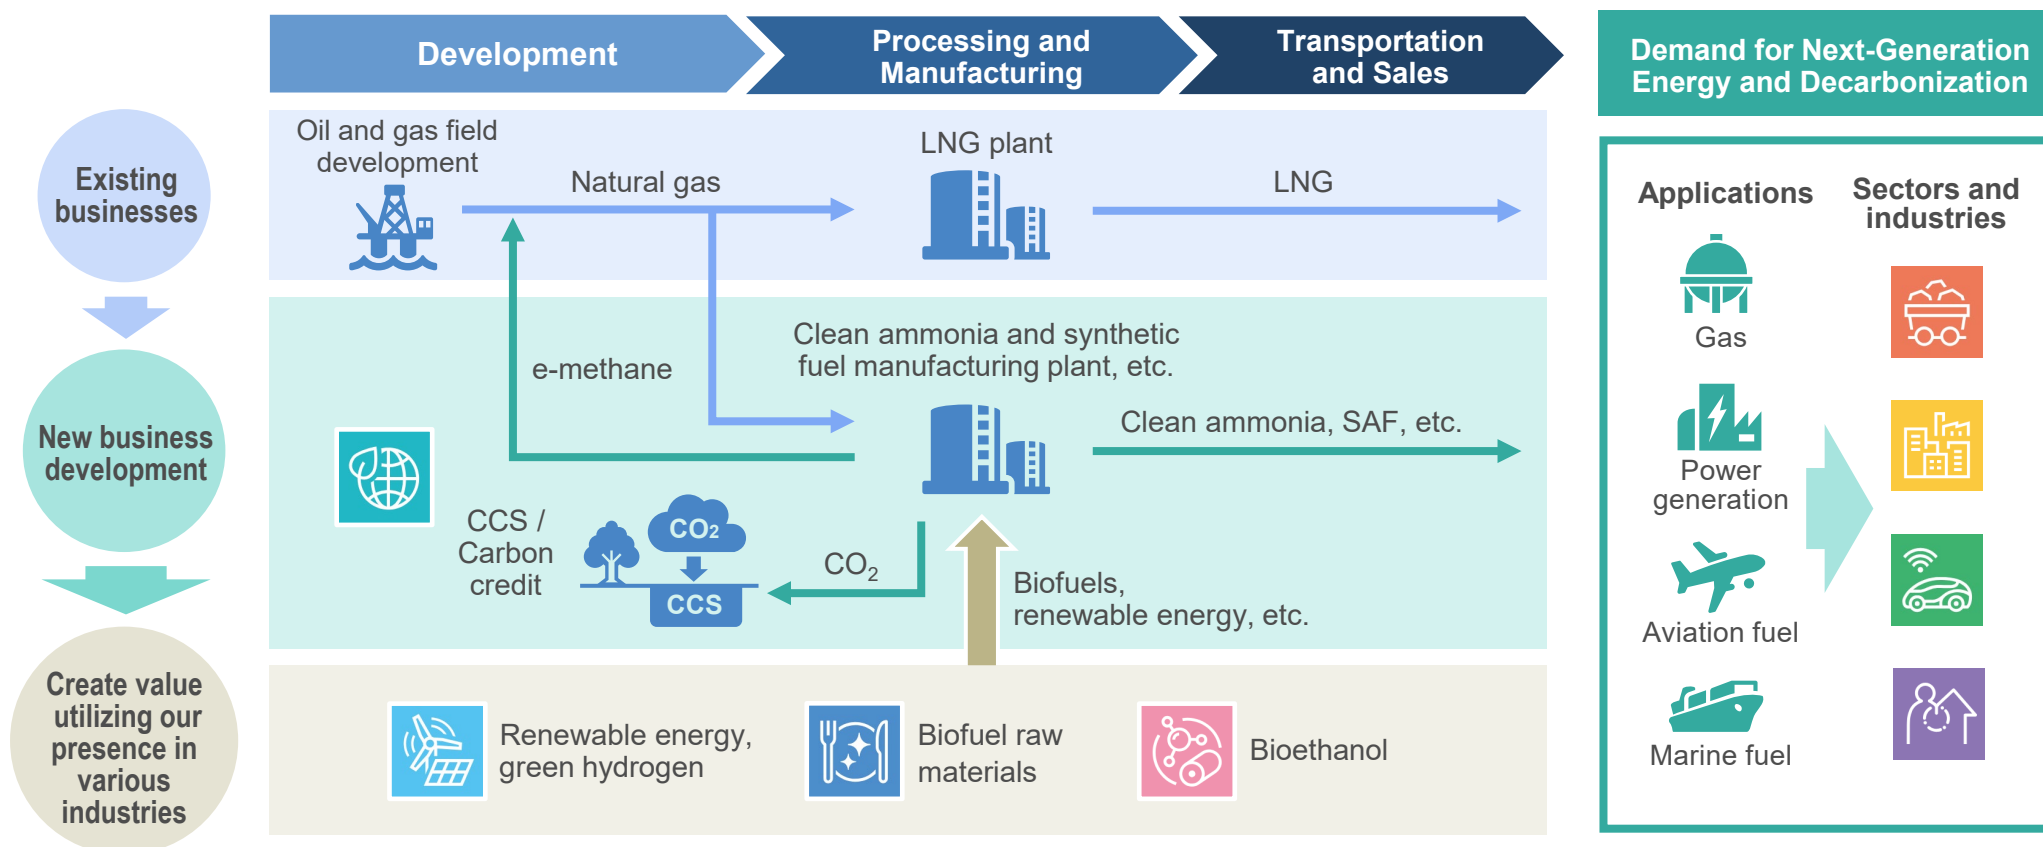 Development
Processing and
Manufacturing
Transportation
and Sales
Demand for Next-Generation
Energy and Decarbonization
Existing
businesses
Oil and gas field
development
Natural gas
LNG plant
LNG
New business
development
e-methane
Clean ammonia and synthetic
fuel manufacturing plant, etc.
Clean ammonia, SAF, etc.
CCS /
Carbon
credit
CO₂
CCS
CO₂
Biofuels,
renewable energy, etc.
Create value
utilizing our
presence in
various
industries
Renewable energy,
green hydrogen
Biofuel raw
materials
Bioethanol
Applications
Sectors and
industries
Gas
Power
generation
Aviation fuel
Marine fuel